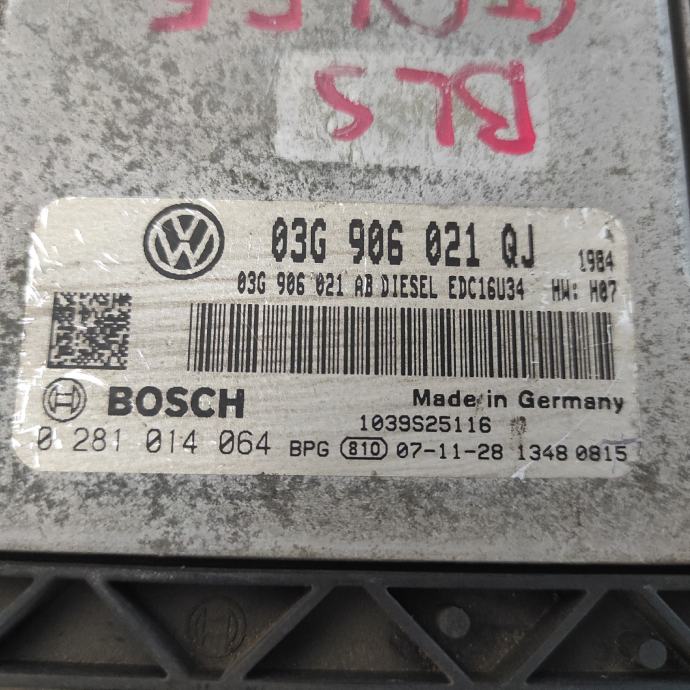 BLS
03G 906 021 QJ 1984
03G 906 021 AB DIESEL EDC16U34 HW: H07
BOSCH Made in Germany
1039S25116
0 281 014 064 BPG 810 07-11-28 1348 0815